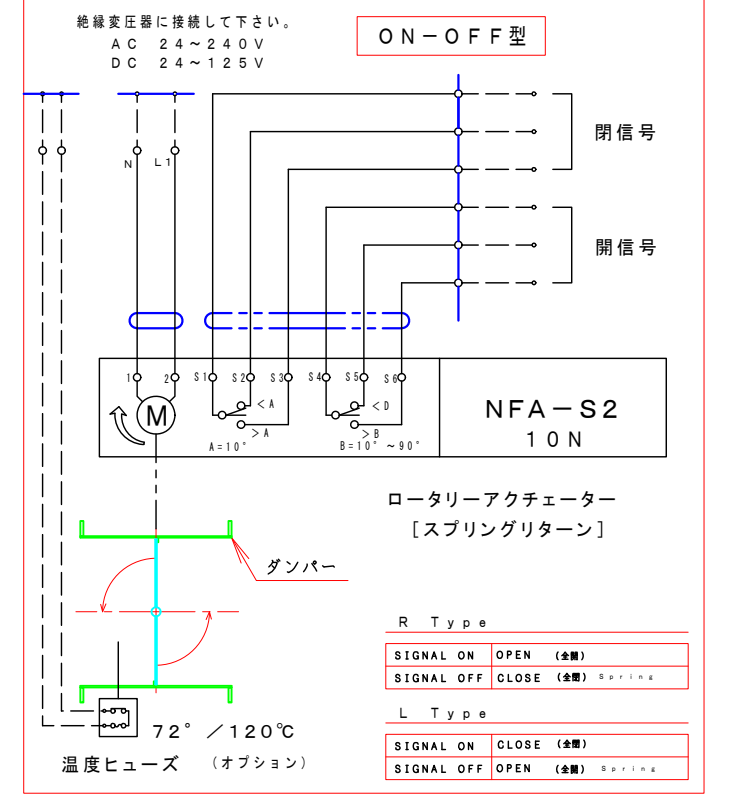 絶縁変圧器に接続して下さい。
AC 24~240V
DC 24~125V
ON-OFF型
N L1
閉信号
開信号
1 2 S1 S2 S3 S4 S5 S6
M
<A
>A
A=10°
<D
>B
B=10° ~90°
NFA-S2
10N
ロータリーアクチェーター
[スプリングリターン]
ダンパー
R Type
SIGNAL ON OPEN (全開)
SIGNAL OFF CLOSE (全閉) Spring
L Type
SIGNAL ON CLOSE (全閉)
SIGNAL OFF OPEN (全開) Spring
72° /120℃
温度ヒューズ (オプション)